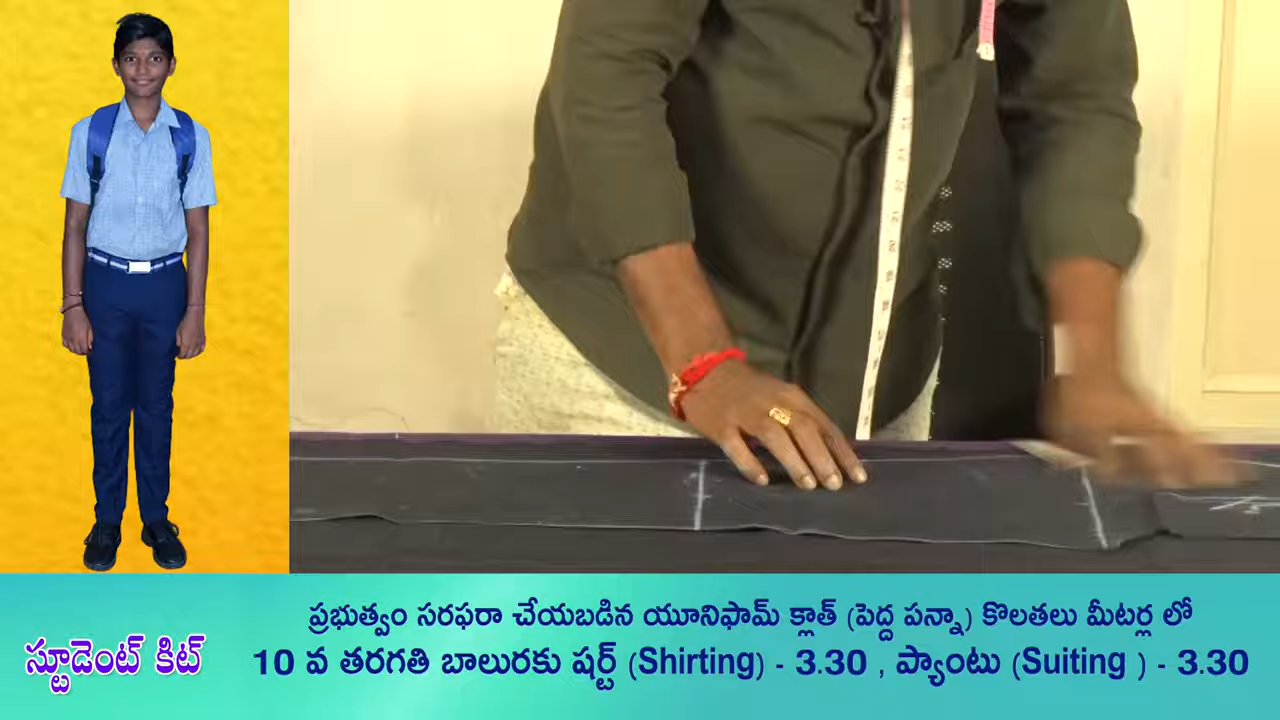 ప్రభుత్వం సరఫరా చేయబడిన యూనిఫామ్ క్లాత్ (పెద్ద పన్నా) కొలతలు మీటర్ల లో
స్టూడెంట్ కిట్
10 వ తరగతి బాలురకు షర్ట్ (Shirting) - 3.30 , ప్యాంటు (Suiting ) - 3.30